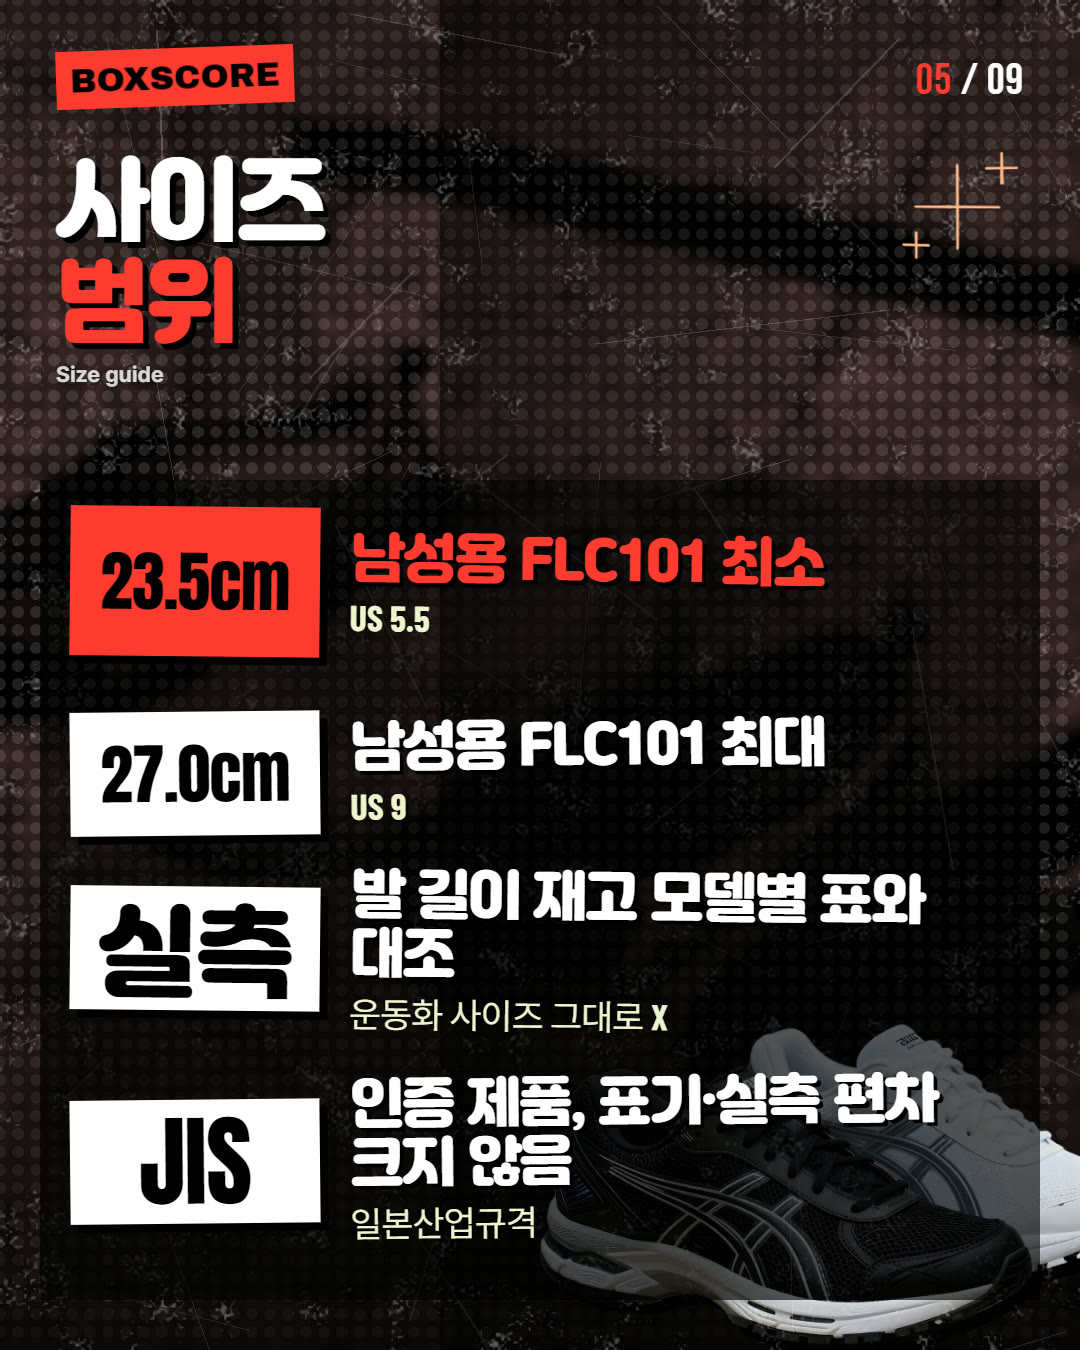 BOXSCORE
05 / 09
사이즈
범위
Size guide
23.5cm
남성용 FLC101 최소
US 5.5
27.0cm
남성용 FLC101 최대
US 9
실측
발 길이 재고 모델별 표와
대조
운동화 사이즈 그대로 X
JIS
인증 제품, 표기·실측 편차
크지 않음
일본산업규격